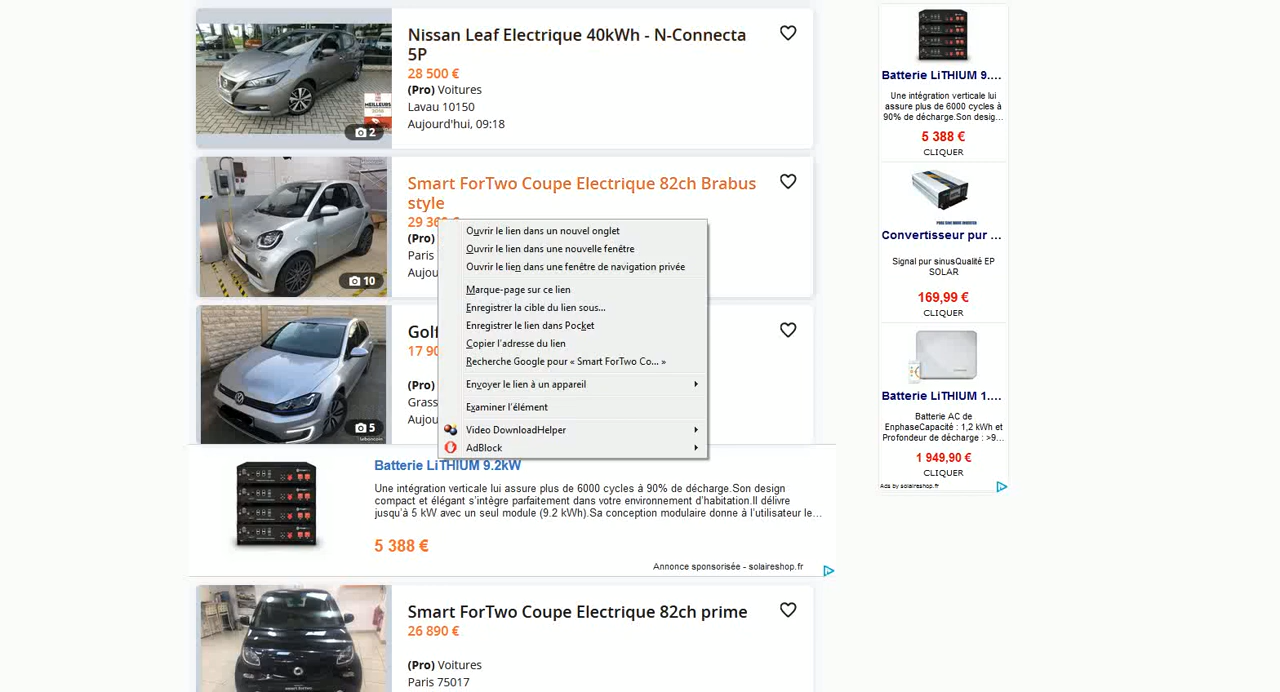 Nissan Leaf Electrique 40kWh - N-Connecta
5P
28 500 €
(Pro) Voitures
Lavau 10150
Aujourd'hui, 09:18
2
Smart ForTwo Coupe Electrique 82ch Brabus
style
29 36
(Pro)
Paris
Aujou
10
Ouvrir le lien dans un nouvel onglet
Ouvrir le lien dans une nouvelle fenêtre
Ouvrir le lien dans une fenêtre de navigation privée
Marque-page sur ce lien
Enregistrer la cible du lien sous...
Enregistrer le lien dans Pocket
Copier l'adresse du lien
Recherche Google pour « Smart ForTwo Co... »
Envoyer le lien à un appareil
Examiner l'élément
Video DownloadHelper
AdBlock
Golf
17 90
(Pro)
Grass
Aujou
5
leboncoin
Batterie LiTHIUM 9.2kW
Une intégration verticale lui assure plus de 6000 cycles à 90% de décharge.Son design
compact et élégant s'intègre parfaitement dans votre environnement d'habitation.Il délivre
jusqu'à 5 kW avec un seul module (9.2 kWh).Sa conception modulaire donne à l'utilisateur le...
5 388 €
Annonce sponsorisée - solaireshop.fr
Smart ForTwo Coupe Electrique 82ch prime
26 890 €
(Pro) Voitures
Paris 75017
Batterie LiTHIUM 9....
Une intégration verticale lui
assure plus de 6000 cycles à
90% de décharge.Son desig...
5 388 €
CLIQUER
Convertisseur pur ...
Signal pur sinusQualité EP
SOLAR
169,99 €
CLIQUER
Batterie LiTHIUM 1....
Batterie AC de
EnphaseCapacité : 1,2 kWh et
Profondeur de décharge : >9...
1 949,90 €
CLIQUER
Ads by solaireshop.fr